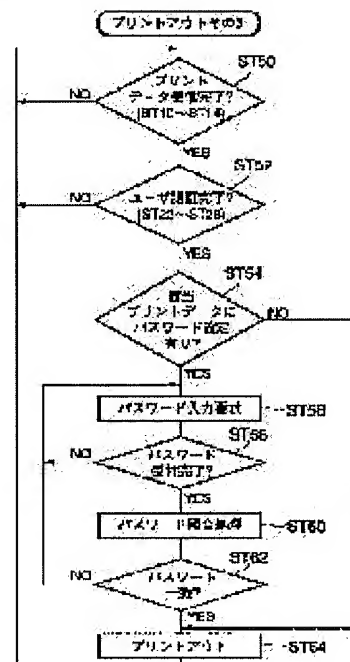 プリントアウトその3
ST50
プリント
データ受信完了?
(ST10～ST14)
NO
YES
ST52
ユーザ認証完了?
(ST22～ST28)
NO
YES
ST54
該当
プリントデータに
パスワード設定
有り?
NO
YES
パスワード入力要求
ST58
ST56
パスワード
受付完了?
NO
YES
パスワード照合処理
ST60
ST62
パスワード
一致?
NO
YES
プリントアウト
ST64